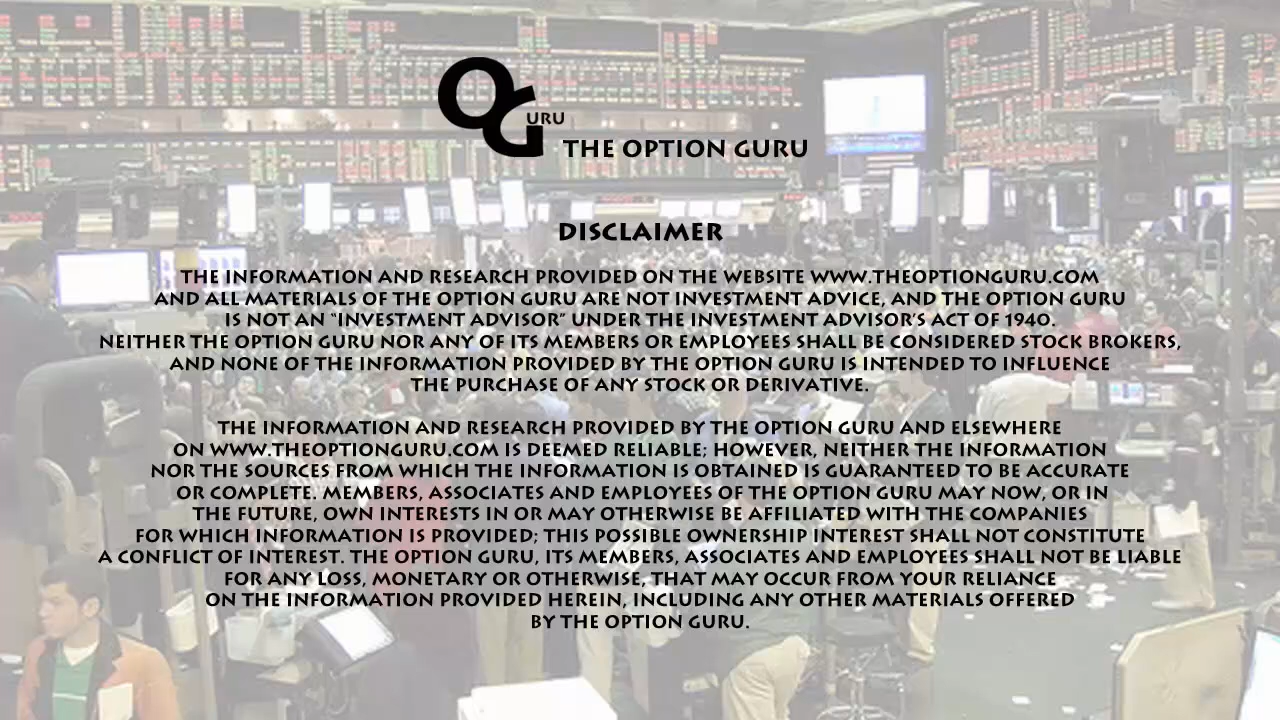 OG URU
THE OPTION GURU
DISCLAIMER
THE INFORMATION AND RESEARCH PROVIDED ON THE WEBSITE WWW.THEOPTIONGURU.COM
AND ALL MATERIALS OF THE OPTION GURU ARE NOT INVESTMENT ADVICE, AND THE OPTION GURU
IS NOT AN “INVESTMENT ADVISOR” UNDER THE INVESTMENT ADVISOR’S ACT OF 1940.
NEITHER THE OPTION GURU NOR ANY OF ITS MEMBERS OR EMPLOYEES SHALL BE CONSIDERED STOCK BROKERS,
AND NONE OF THE INFORMATION PROVIDED BY THE OPTION GURU IS INTENDED TO INFLUENCE
THE PURCHASE OF ANY STOCK OR DERIVATIVE.
THE INFORMATION AND RESEARCH PROVIDED BY THE OPTION GURU AND ELSEWHERE
ON WWW.THEOPTIONGURU.COM IS DEEMED RELIABLE; HOWEVER, NEITHER THE INFORMATION
NOR THE SOURCES FROM WHICH THE INFORMATION IS OBTAINED IS GUARANTEED TO BE ACCURATE
OR COMPLETE. MEMBERS, ASSOCIATES AND EMPLOYEES OF THE OPTION GURU MAY NOW, OR IN
THE FUTURE, OWN INTERESTS IN OR MAY OTHERWISE BE AFFILIATED WITH THE COMPANIES
FOR WHICH INFORMATION IS PROVIDED; THIS POSSIBLE OWNERSHIP INTEREST SHALL NOT CONSTITUTE
A CONFLICT OF INTEREST. THE OPTION GURU, ITS MEMBERS, ASSOCIATES AND EMPLOYEES SHALL NOT BE LIABLE
FOR ANY LOSS, MONETARY OR OTHERWISE, THAT MAY OCCUR FROM YOUR RELIANCE
ON THE INFORMATION PROVIDED HEREIN, INCLUDING ANY OTHER MATERIALS OFFERED
BY THE OPTION GURU.